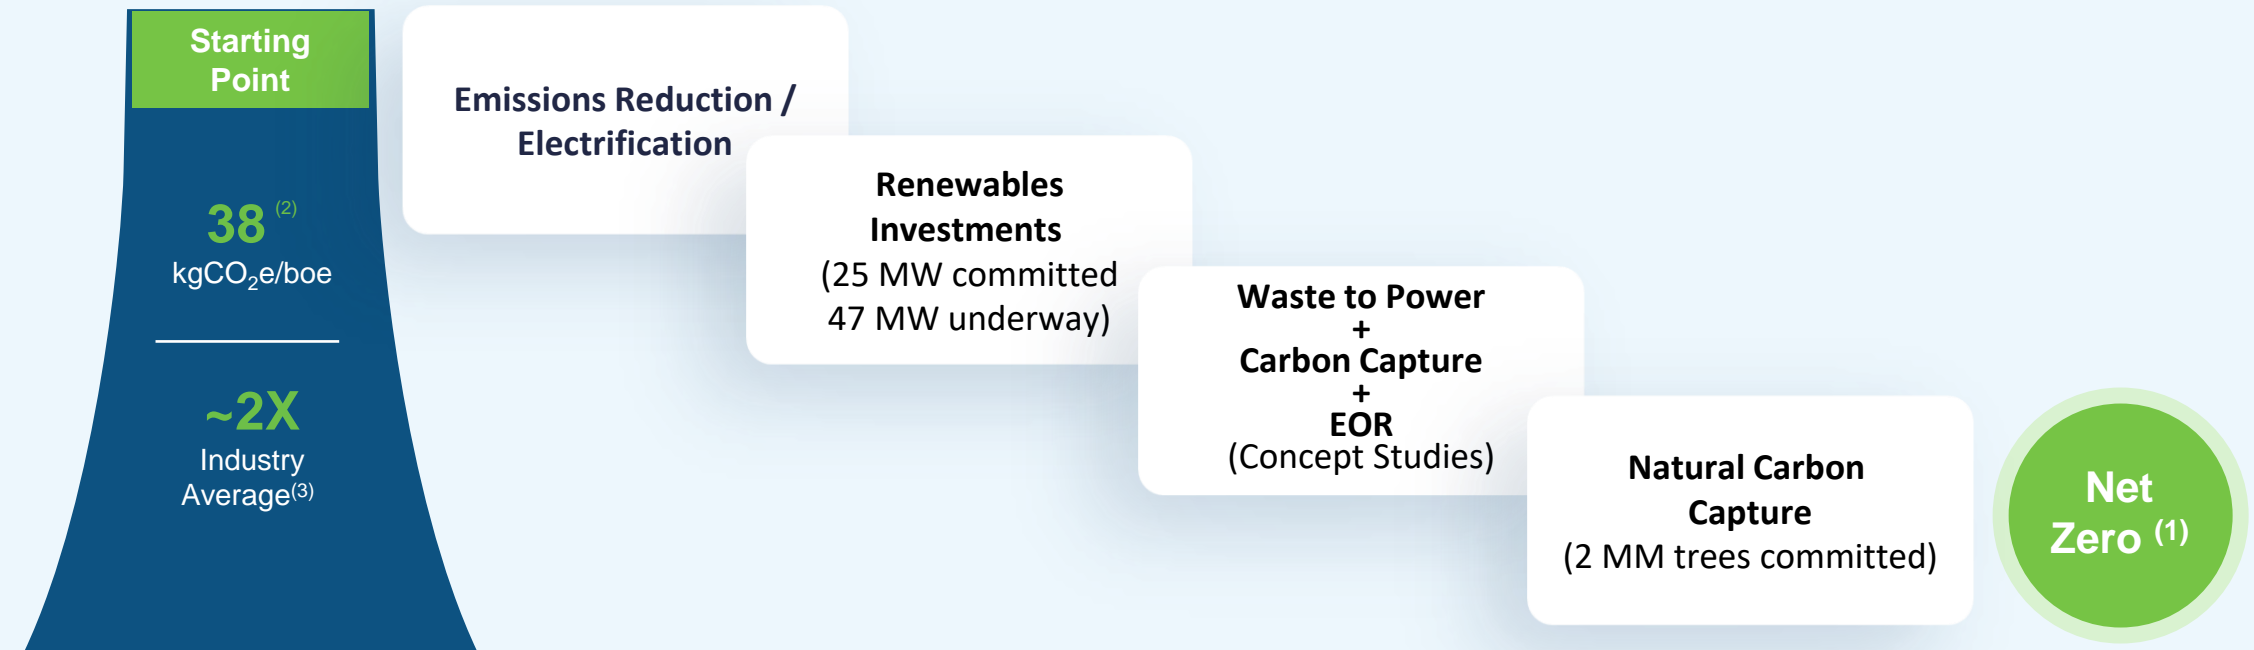 Starting
Point
38 (2)
kgCO₂e/boe
~2X
Industry
Average(3)
Emissions Reduction /
Electrification
Renewables
Investments
(25 MW committed
47 MW underway)
Waste to Power
+
Carbon Capture
+
EOR
(Concept Studies)
Natural Carbon
Capture
(2 MM trees committed)
Net
Zero (1)